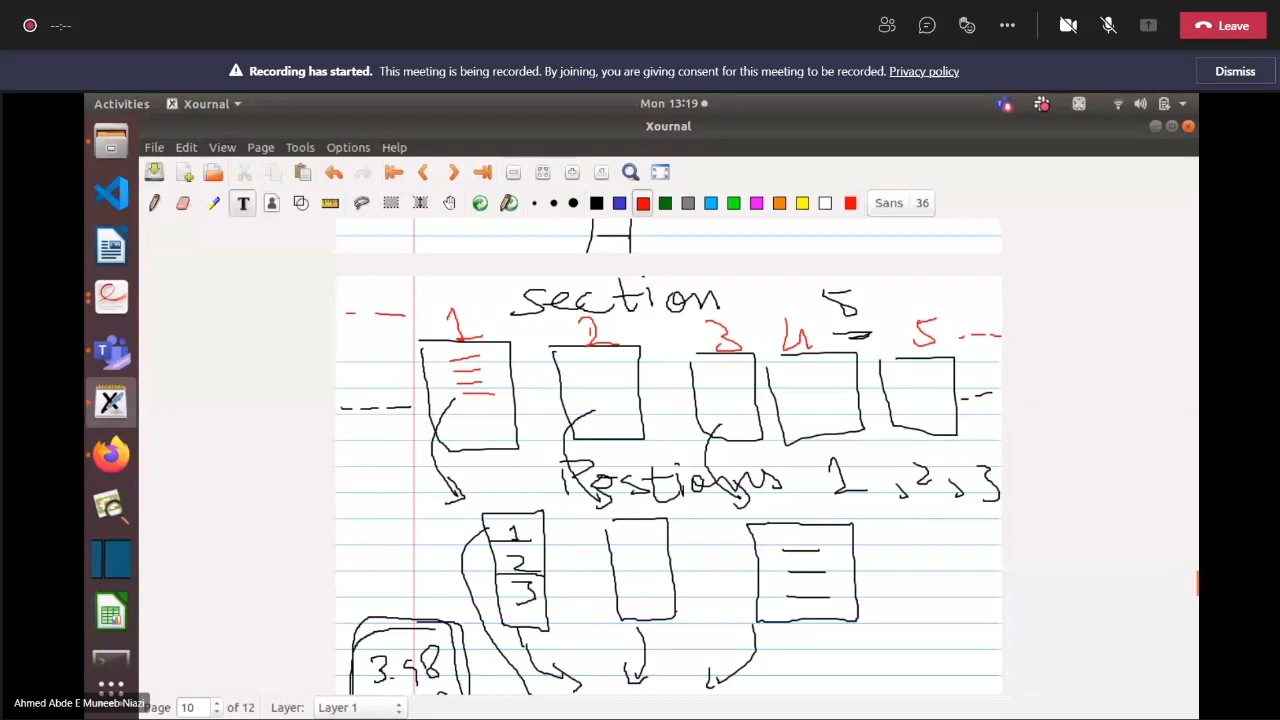 --:--
Leave
Recording has started. This meeting is being recorded. By joining, you are giving consent for this meeting to be recorded. Privacy policy
Dismiss
Activities Xournal Mon 13:19
Xournal
File Edit View Page Tools Options Help
T Sans 36
section 5
1 2 3 4 5
Postions 1 , 2 , 3
1
2
3
3.98
Ahmed Abde E Muneeb Niazi
Page 10 of 12 Layer: Layer 1